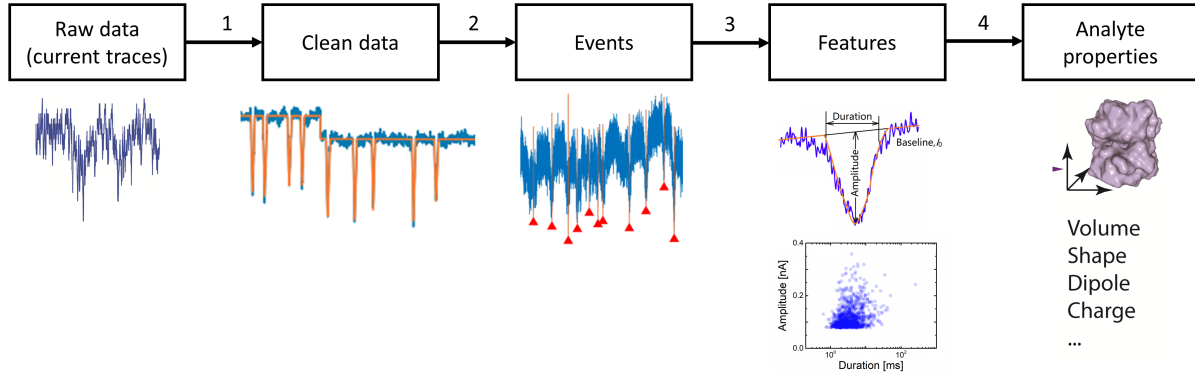 Raw data
(current traces)
1
Clean data
2
Events
3
Features
4
Analyte
properties
Duration
Baseline, I0
Amplitude
Amplitude [nA]
0.4
0.2
0.0
10^0
10^2
Duration [ms]
Volume
Shape
Dipole
Charge
...